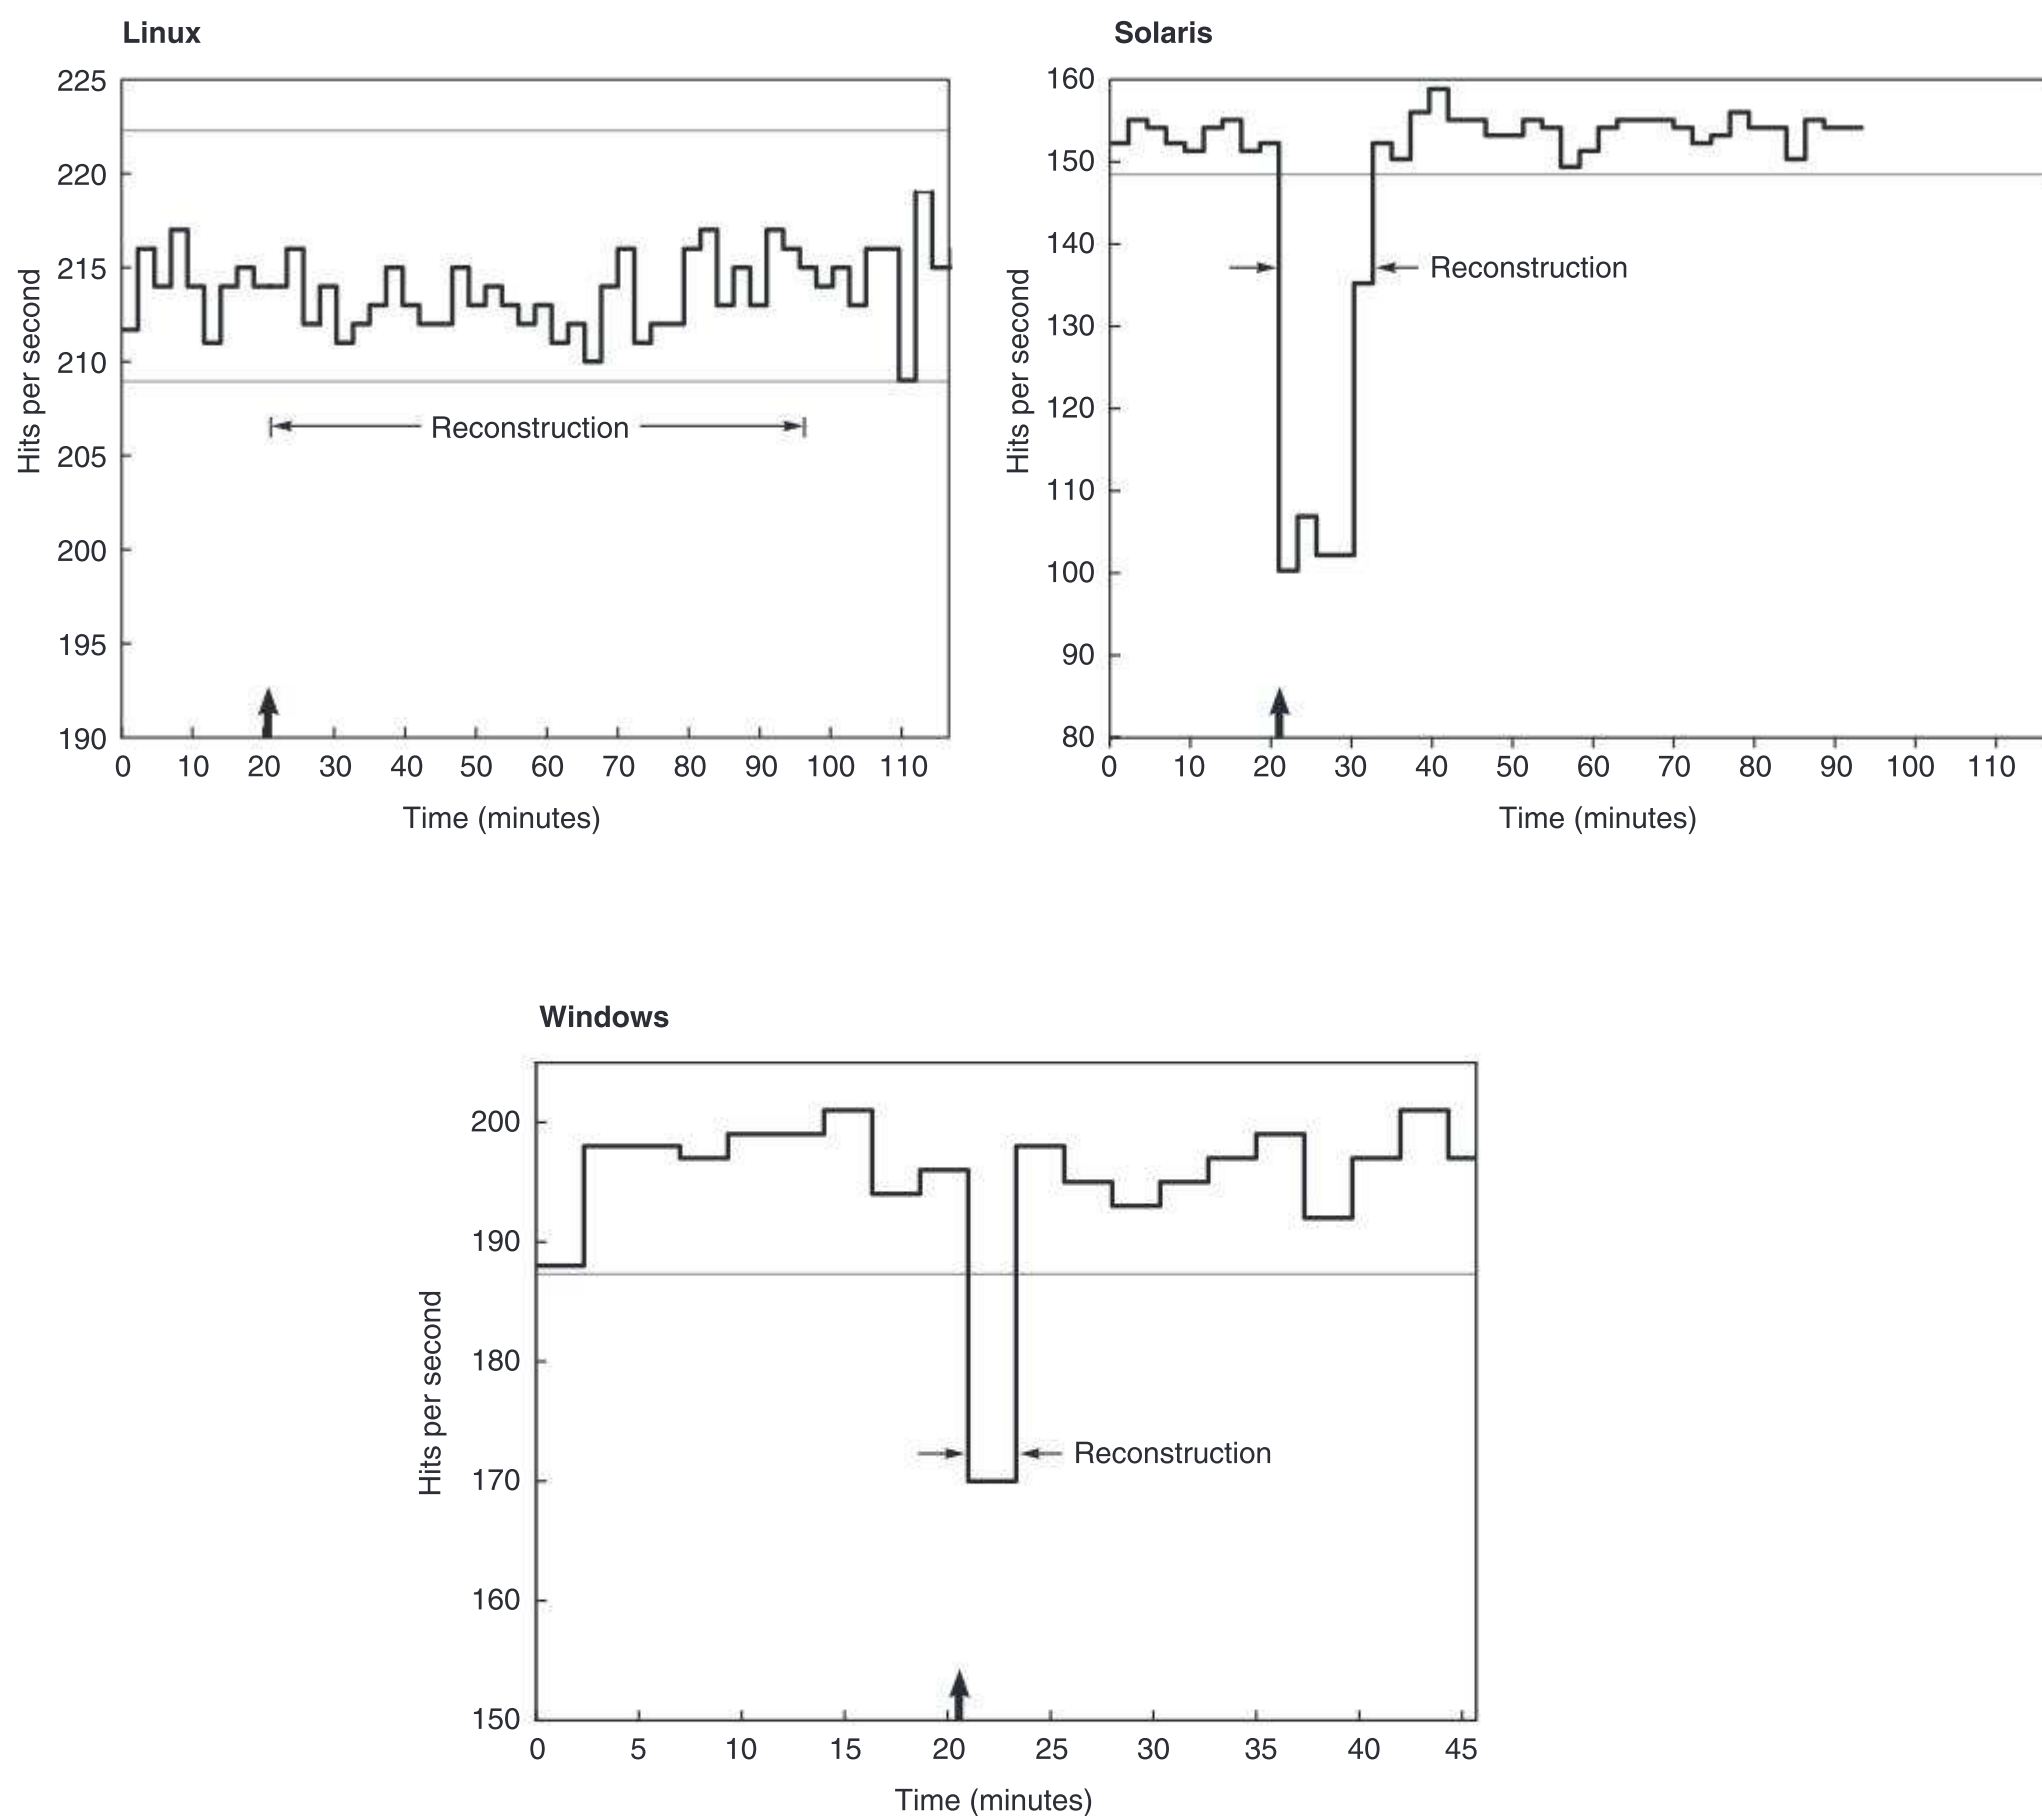 Linux
225
220
215
210
205
200
195
190
Hits per second
Reconstruction
0 10 20 30 40 50 60 70 80 90 100 110
Time (minutes)
Solaris
160
150
140
130
120
110
100
90
80
Hits per second
Reconstruction
0 10 20 30 40 50 60 70 80 90 100 110
Time (minutes)
Windows
200
190
180
170
160
150
Hits per second
Reconstruction
0 5 10 15 20 25 30 35 40 45
Time (minutes)